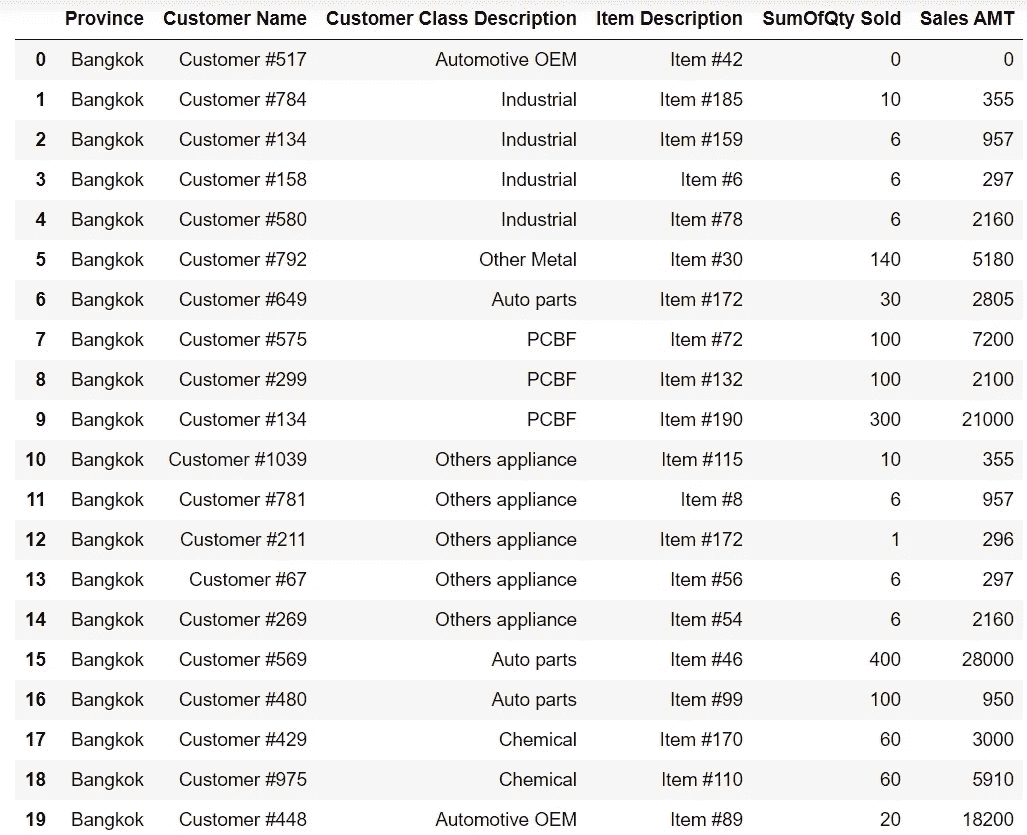 Province Customer Name Customer Class Description Item Description SumOfQty Sold Sales AMT
0 Bangkok Customer #517 Automotive OEM Item #42 0 0
1 Bangkok Customer #784 Industrial Item #185 10 355
2 Bangkok Customer #134 Industrial Item #159 6 957
3 Bangkok Customer #158 Industrial Item #6 6 297
4 Bangkok Customer #580 Industrial Item #78 6 2160
5 Bangkok Customer #792 Other Metal Item #30 140 5180
6 Bangkok Customer #649 Auto parts Item #172 30 2805
7 Bangkok Customer #575 PCBF Item #72 100 7200
8 Bangkok Customer #299 PCBF Item #132 100 2100
9 Bangkok Customer #134 PCBF Item #190 300 21000
10 Bangkok Customer #1039 Others appliance Item #115 10 355
11 Bangkok Customer #781 Others appliance Item #8 6 957
12 Bangkok Customer #211 Others appliance Item #172 1 296
13 Bangkok Customer #67 Others appliance Item #56 6 297
14 Bangkok Customer #269 Others appliance Item #54 6 2160
15 Bangkok Customer #569 Auto parts Item #46 400 28000
16 Bangkok Customer #480 Auto parts Item #99 100 950
17 Bangkok Customer #429 Chemical Item #170 60 3000
18 Bangkok Customer #975 Chemical Item #110 60 5910
19 Bangkok Customer #448 Automotive OEM Item #89 20 18200